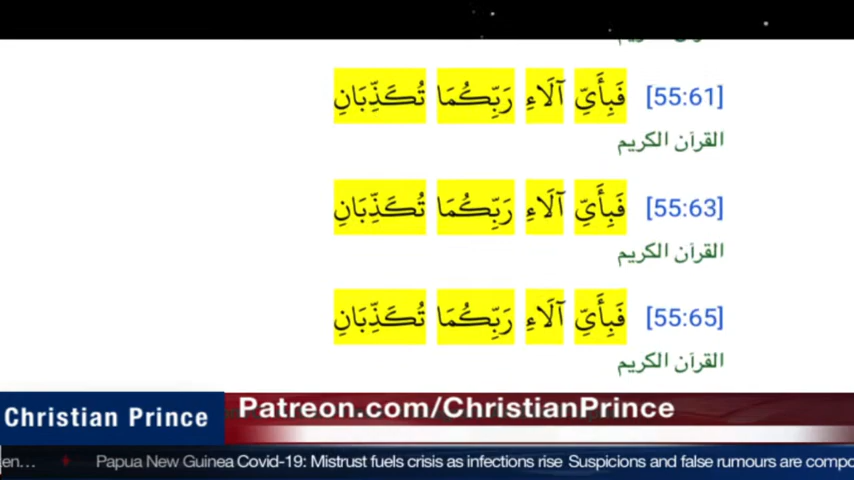 [55:61] فَبِأَيِّ آلَاءِ رَبِّكُمَا تُكَذِّبَانِ
القرآن الكريم
[55:63] فَبِأَيِّ آلَاءِ رَبِّكُمَا تُكَذِّبَانِ
القرآن الكريم
[55:65] فَبِأَيِّ آلَاءِ رَبِّكُمَا تُكَذِّبَانِ
القرآن الكريم
Christian Prince
Patreon.com/ChristianPrince
en... Papua New Guinea Covid-19: Mistrust fuels crisis as infections rise Suspicions and false rumours are compo